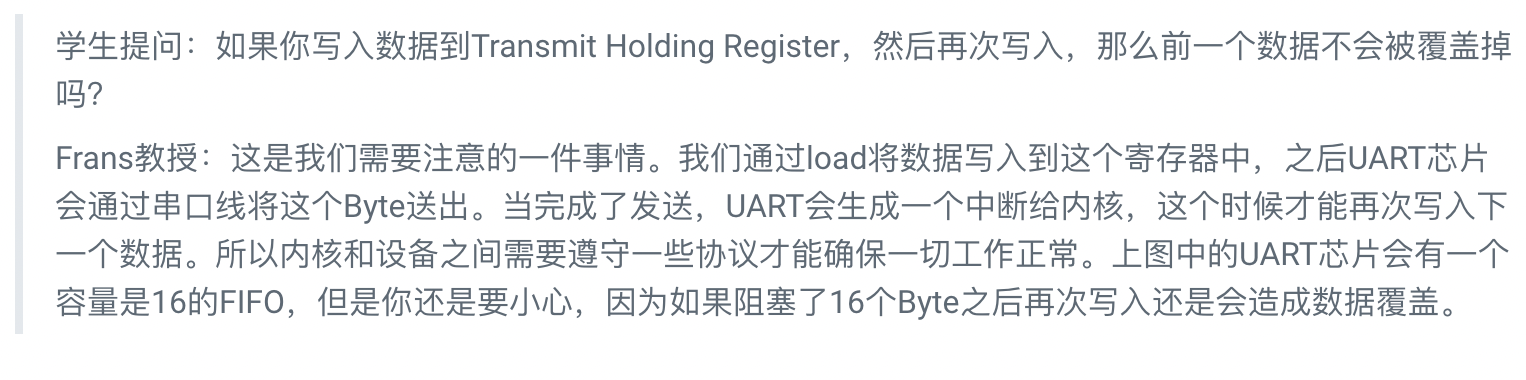 学生提问：如果你写入数据到Transmit Holding Register，然后再次写入，那么前一个数据不会被覆盖掉
吗？
Frans教授：这是我们需要注意的一件事情。我们通过load将数据写入到这个寄存器中，之后UART芯片
会通过串口线将这个Byte送出。当完成了发送，UART会生成一个中断给内核，这个时候才能再次写入下
一个数据。所以内核和设备之间需要遵守一些协议才能确保一切工作正常。上图中的UART芯片会有一个
容量是16的FIFO，但是你还是要小心，因为如果阻塞了16个Byte之后再次写入还是会造成数据覆盖。